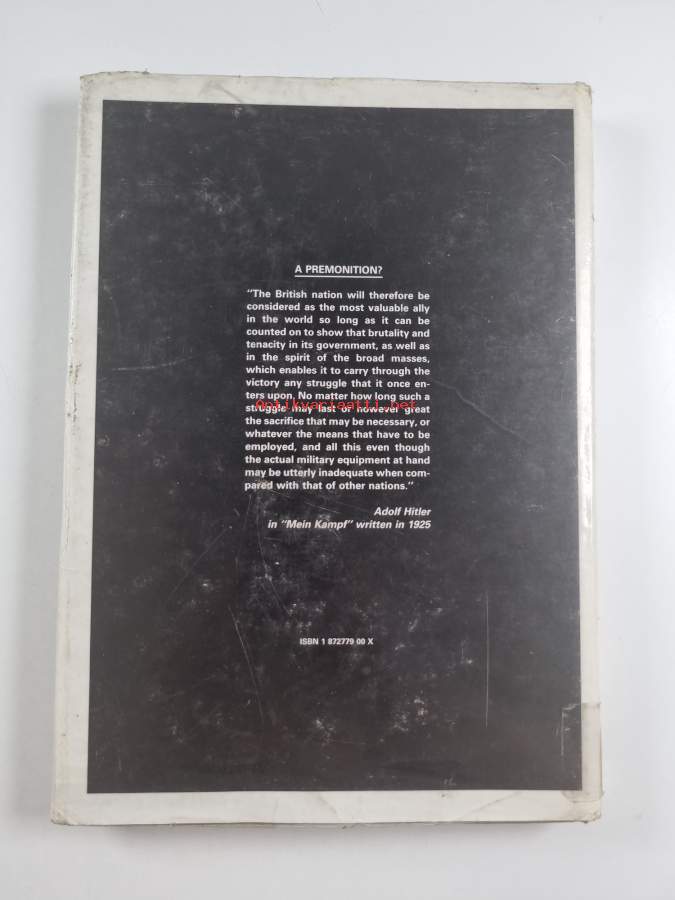 A PREMONITION?
"The British nation will therefore be
considered as the most valuable ally
in the world so long as it can be
counted on to show that brutality and
tenacity in its government, as well as
in the spirit of the broad masses,
which enables it to carry through the
victory any struggle that it once en-
ters upon. No matter how long such a
Antikvariaatti.net
struggle may last or however great
the sacrifice that may be necessary, or
whatever the means that have to be
employed, and all this even though
the actual military equipment at hand
may be utterly inadequate when com-
pared with that of other nations."
Adolf Hitler
in "Mein Kampf" written in 1925
ISBN 1 872779 00 X